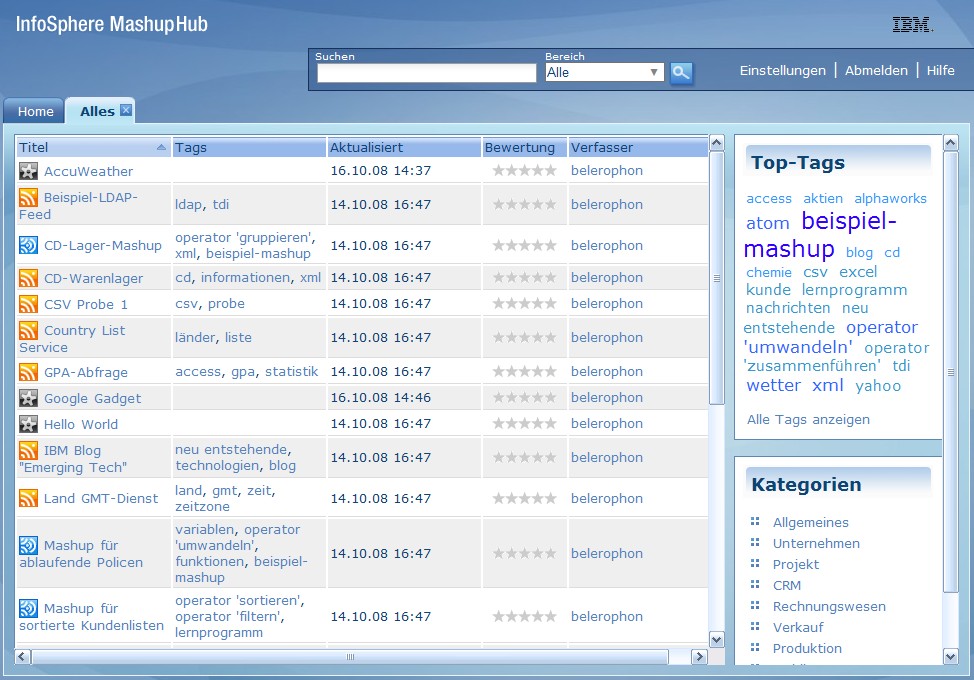 InfoSphere MashupHub
IBM.
Suchen
Bereich
Alle
Einstellungen | Abmelden | Hilfe
Home
Alles
Titel Tags Aktualisiert Bewertung Verfasser
AccuWeather 16.10.08 14:37 belerophon
Beispiel-LDAP-
Feed
ldap, tdi
14.10.08 16:47
belerophon
CD-Lager-Mashup
operator 'gruppieren',
xml, beispiel-mashup
14.10.08 16:47
belerophon
CD-Warenlager cd, informationen, xml 14.10.08 16:47 belerophon
CSV Probe 1 csv, probe 14.10.08 16:47 belerophon
Country List
Service
länder, liste
14.10.08 16:47
belerophon
GPA-Abfrage access, gpa, statistik 14.10.08 16:47 belerophon
Google Gadget 16.10.08 14:46 belerophon
Hello World 14.10.08 16:47 belerophon
IBM Blog
"Emerging Tech"
neu entstehende,
technologien, blog
14.10.08 16:47
belerophon
Land GMT-Dienst
land, gmt, zeit,
zeitzone
14.10.08 16:47
belerophon
Mashup für
ablaufende Policen
variablen, operator
'umwandeln',
funktionen, beispiel-
mashup
14.10.08 16:47
belerophon
Mashup für
sortierte Kundenlisten
operator 'sortieren',
operator 'filtern',
lernprogramm
14.10.08 16:47
belerophon
Top-Tags
access aktien alphaworks
atom beispiel-
mashup blog cd
chemie csv excel
kunde lernprogramm
nachrichten neu
entstehende operator
'umwandeln' operator
'zusammenführen' tdi
wetter xml yahoo
Alle Tags anzeigen
Kategorien
Allgemeines
Unternehmen
Projekt
CRM
Rechnungswesen
Verkauf
Produktion